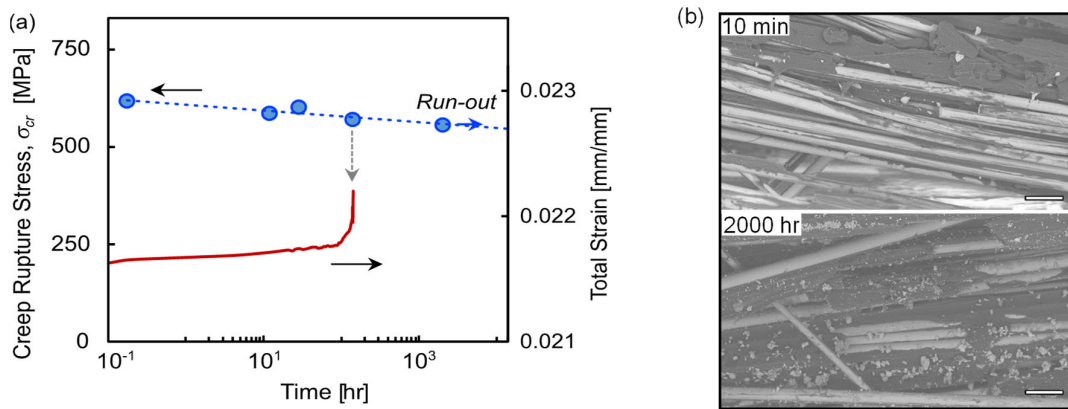 (a)
Creep Rupture Stress, σcr [MPa]
750
500
250
0
10⁻¹
10¹
10³
Time [hr]
Run-out
0.023
0.022
0.021
Total Strain [mm/mm]
(b)
10 min
2000 hr